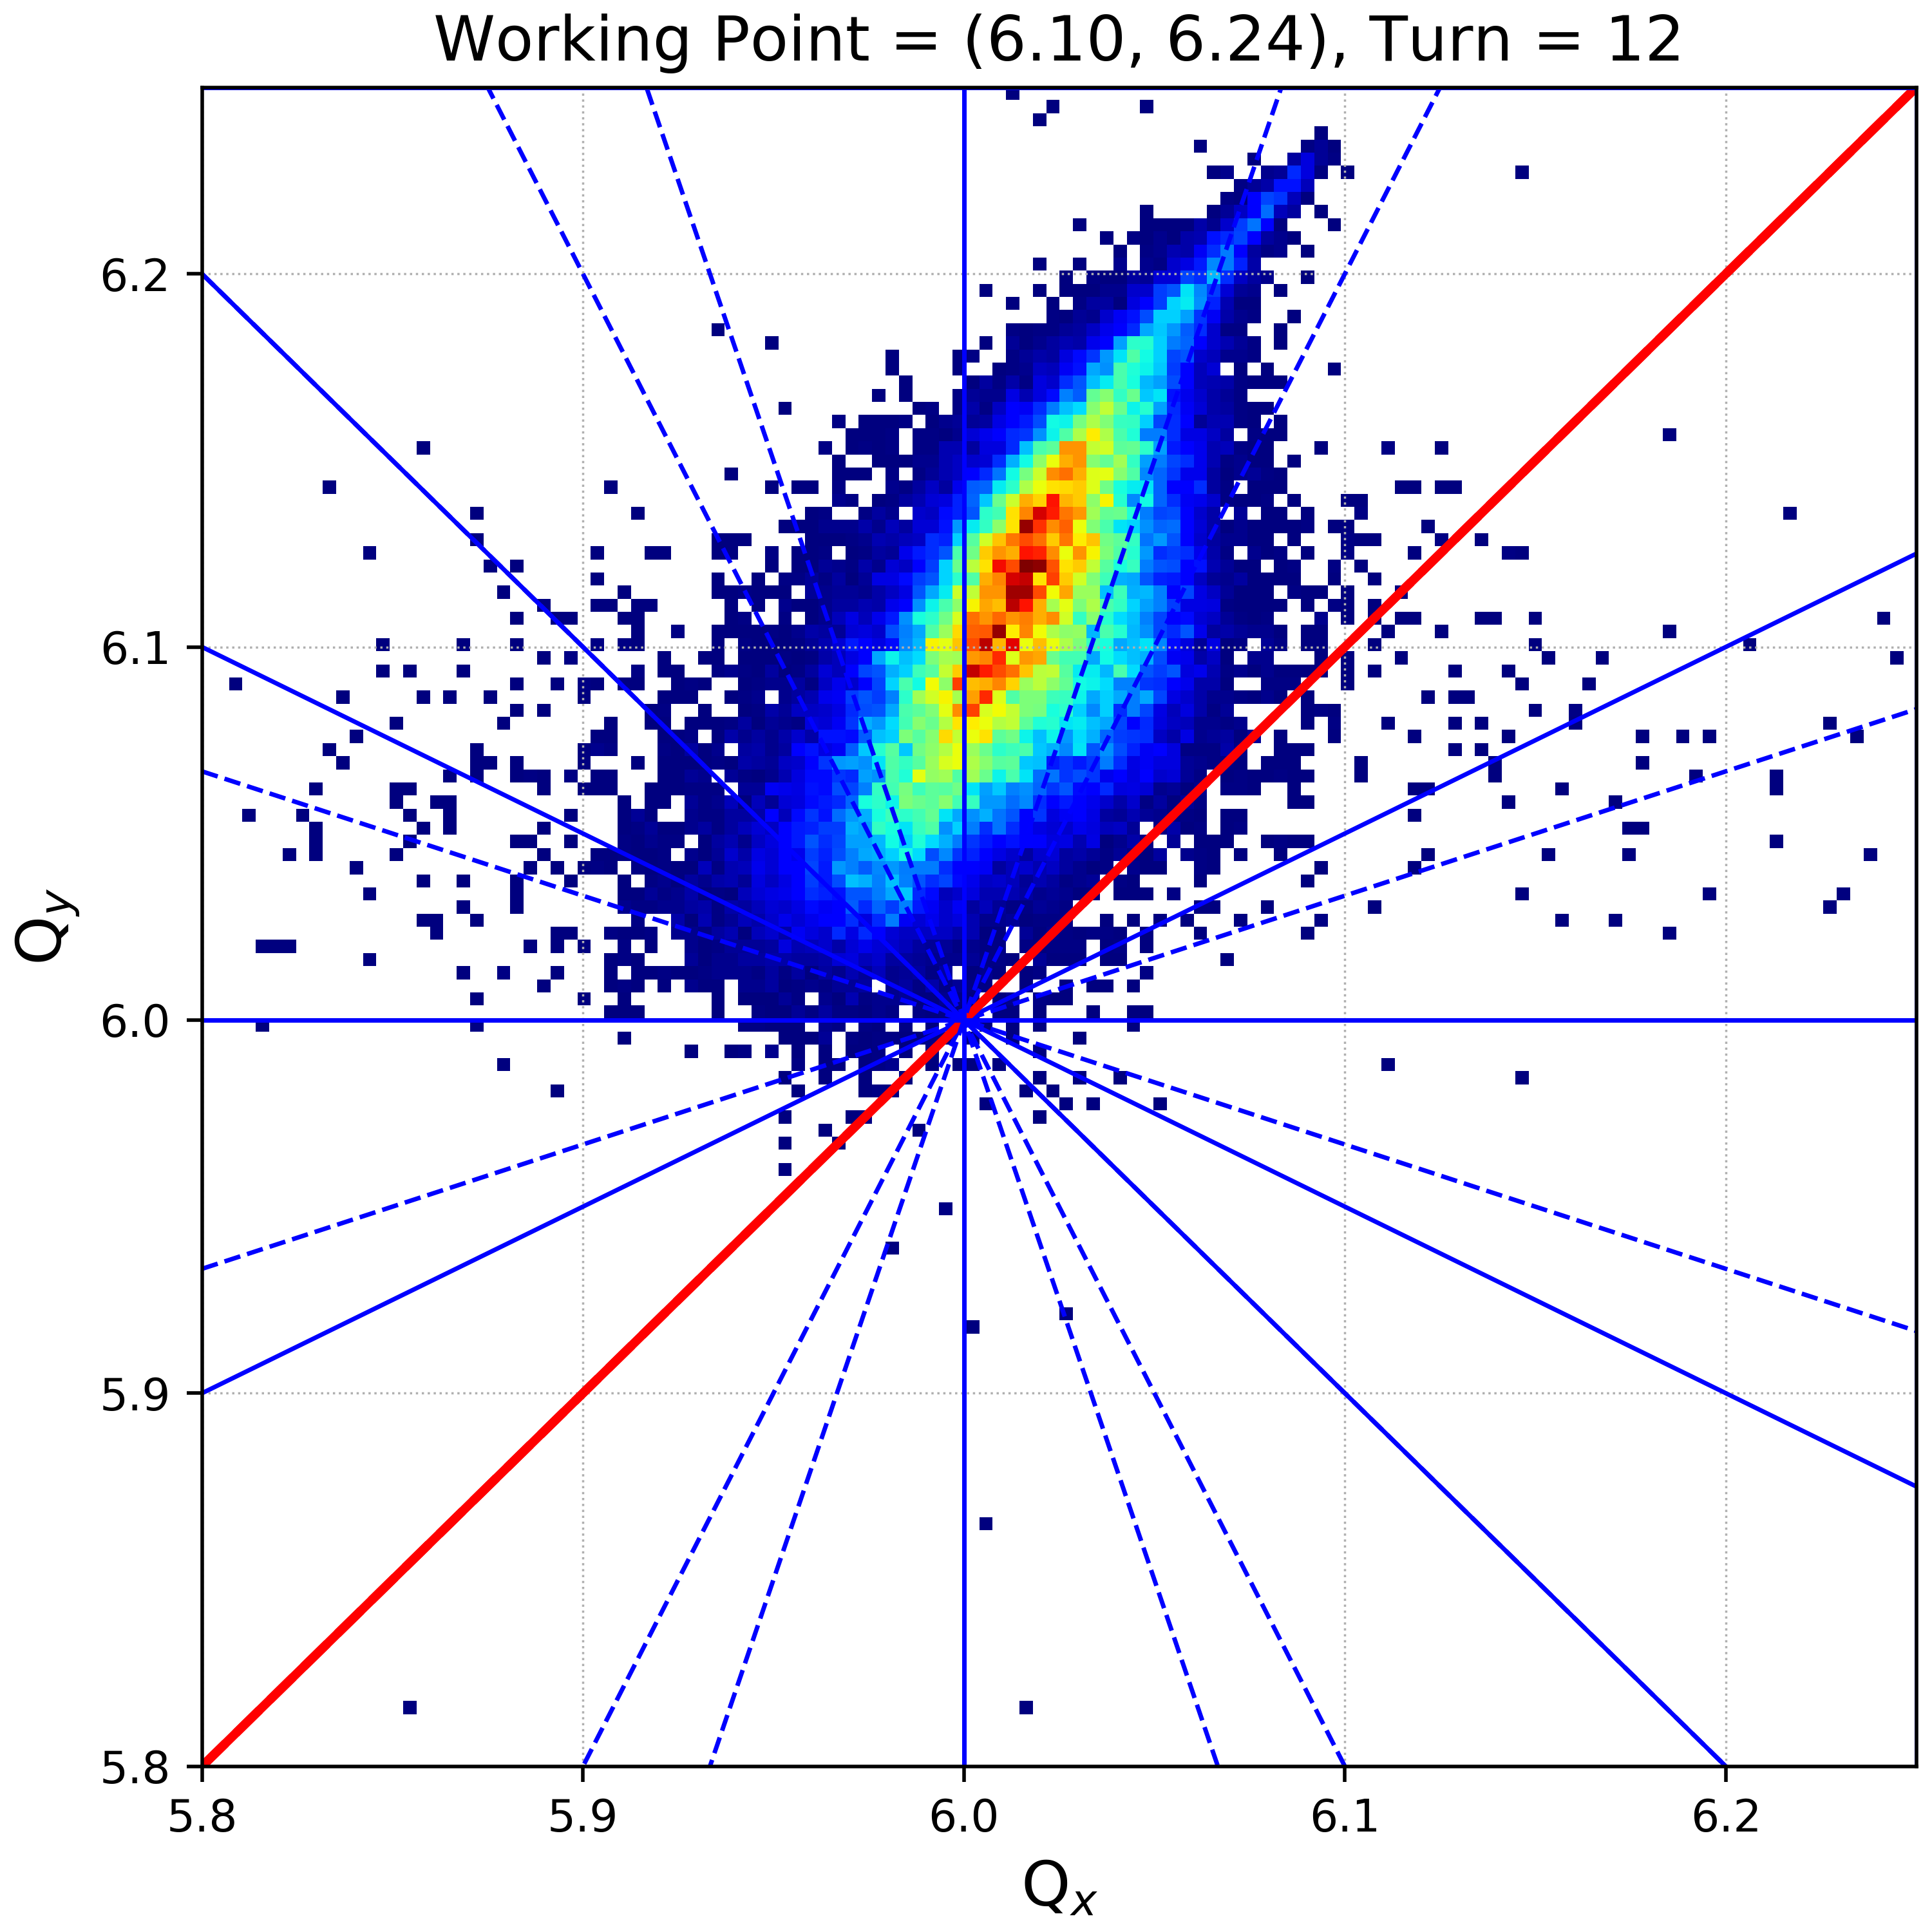 Working Point = (6.10, 6.24), Turn = 12
6.2
6.1
6.0
5.9
5.8
Qy
5.8 5.9 6.0 6.1 6.2
Qx